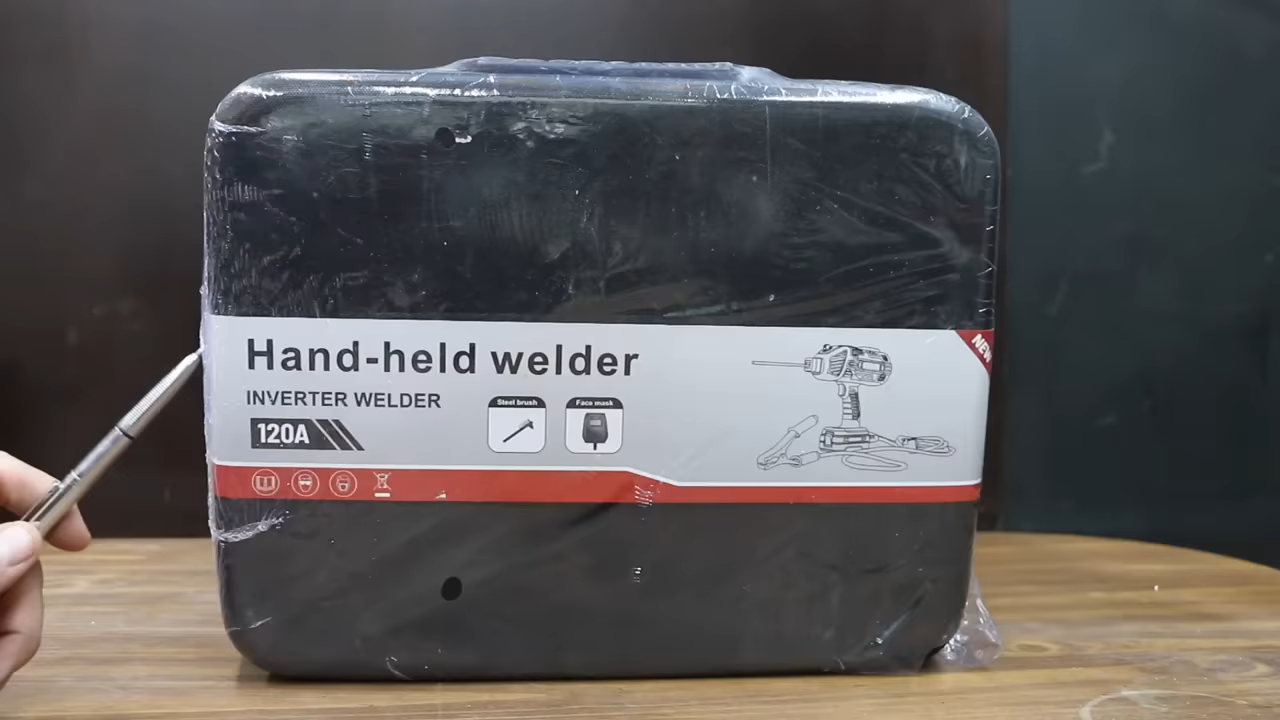 Hand-held welder
NEW
INVERTER WELDER
Steel brush
Face mask
120A